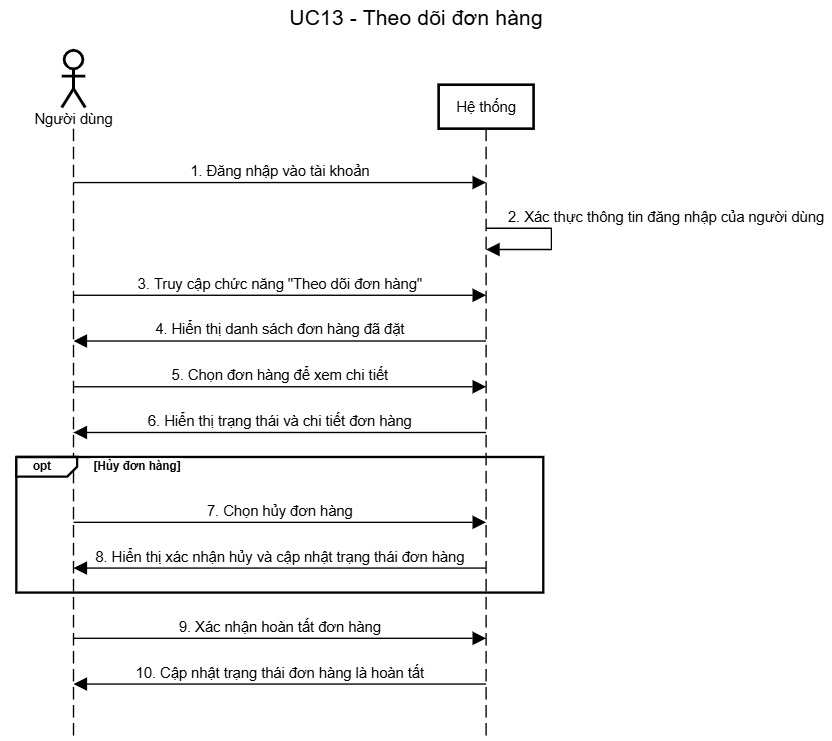 UC13 - Theo dõi đơn hàng
Người dùng
Hệ thống
1. Đăng nhập vào tài khoản
2. Xác thực thông tin đăng nhập của người dùng
3. Truy cập chức năng "Theo dõi đơn hàng"
4. Hiển thị danh sách đơn hàng đã đặt
5. Chọn đơn hàng để xem chi tiết
6. Hiển thị trạng thái và chi tiết đơn hàng
opt [Hủy đơn hàng]
7. Chọn hủy đơn hàng
8. Hiển thị xác nhận hủy và cập nhật trạng thái đơn hàng
9. Xác nhận hoàn tất đơn hàng
10. Cập nhật trạng thái đơn hàng là hoàn tất